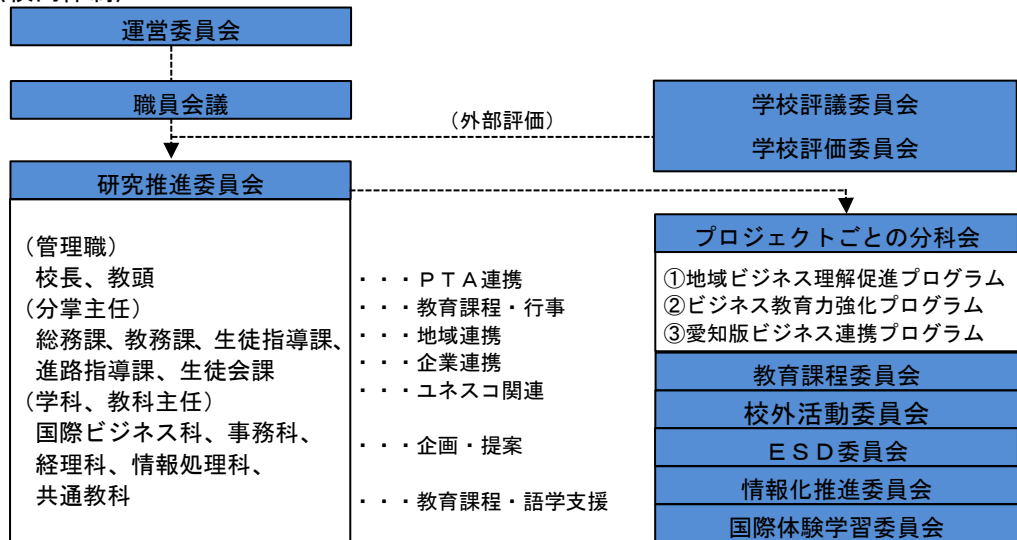 運営委員会
職員会議
(外部評価)
学校評議委員会
学校評価委員会
研究推進委員会
(管理職)
校長、教頭
(分掌主任)
総務課、教務課、生徒指導課、
進路指導課、生徒会課
(学科、教科主任)
国際ビジネス科、事務科、
経理科、情報処理科、
共通教科
・・・PTA連携
・・・教育課程・行事
・・・地域連携
・・・企業連携
・・・ユネスコ関連
・・・企画・提案
・・・教育課程・語学支援
プロジェクトごとの分科会
①地域ビジネス理解促進プログラム
②ビジネス教育力強化プログラム
③愛知版ビジネス連携プログラム
教育課程委員会
校外活動委員会
ESD委員会
情報化推進委員会
国際体験学習委員会